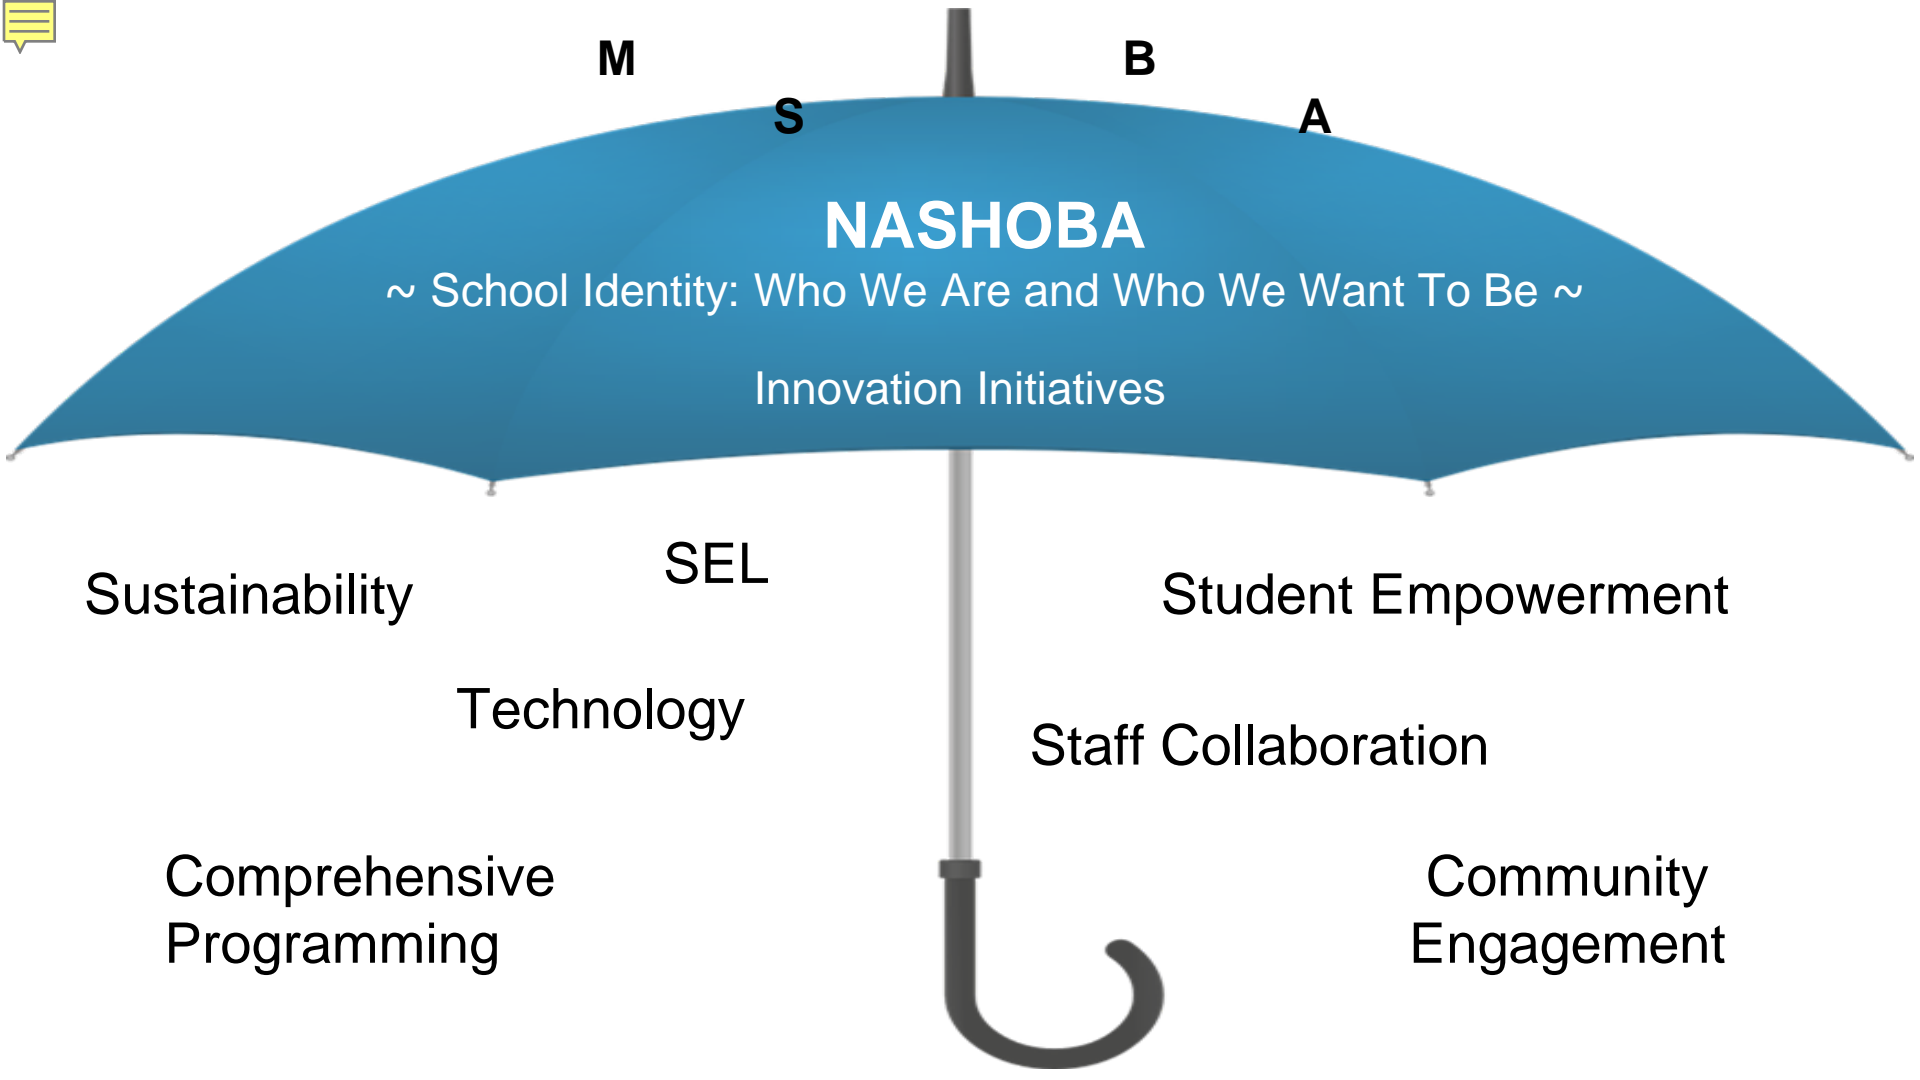 M
B
S
A
NASHOBA
~ School Identity: Who We Are and Who We Want To Be ~
Innovation Initiatives
SEL
Sustainability
Student Empowerment
Technology
Staff Collaboration
Comprehensive
Programming
Community
Engagement